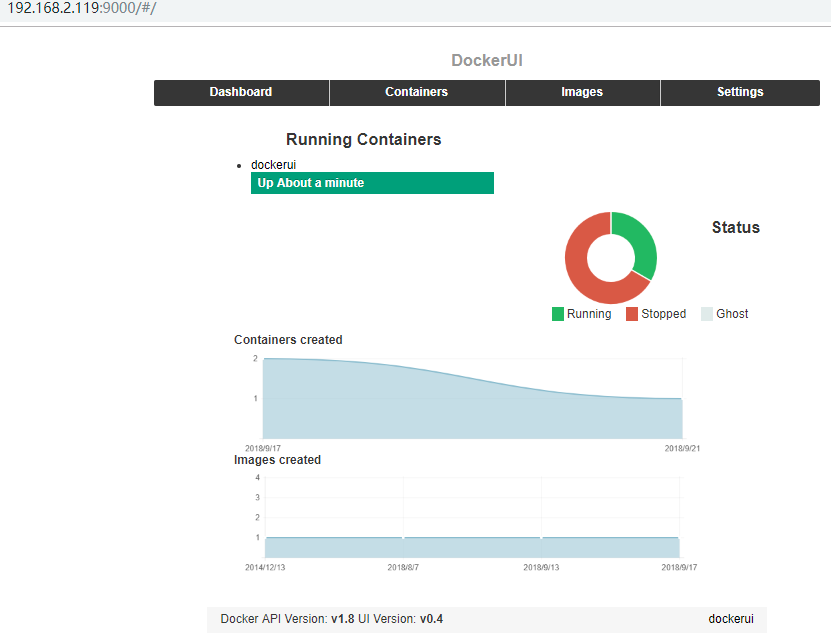 192.168.2.119:9000/#/
DockerUI
Dashboard Containers Images Settings
Running Containers
dockerui
Up About a minute
Status
Running Stopped Ghost
Containers created
2
1
2018/9/17 2018/9/21
Images created
4
3
2
1
2014/12/13 2018/8/7 2018/9/13 2018/9/17
Docker API Version: v1.8 UI Version: v0.4 dockerui